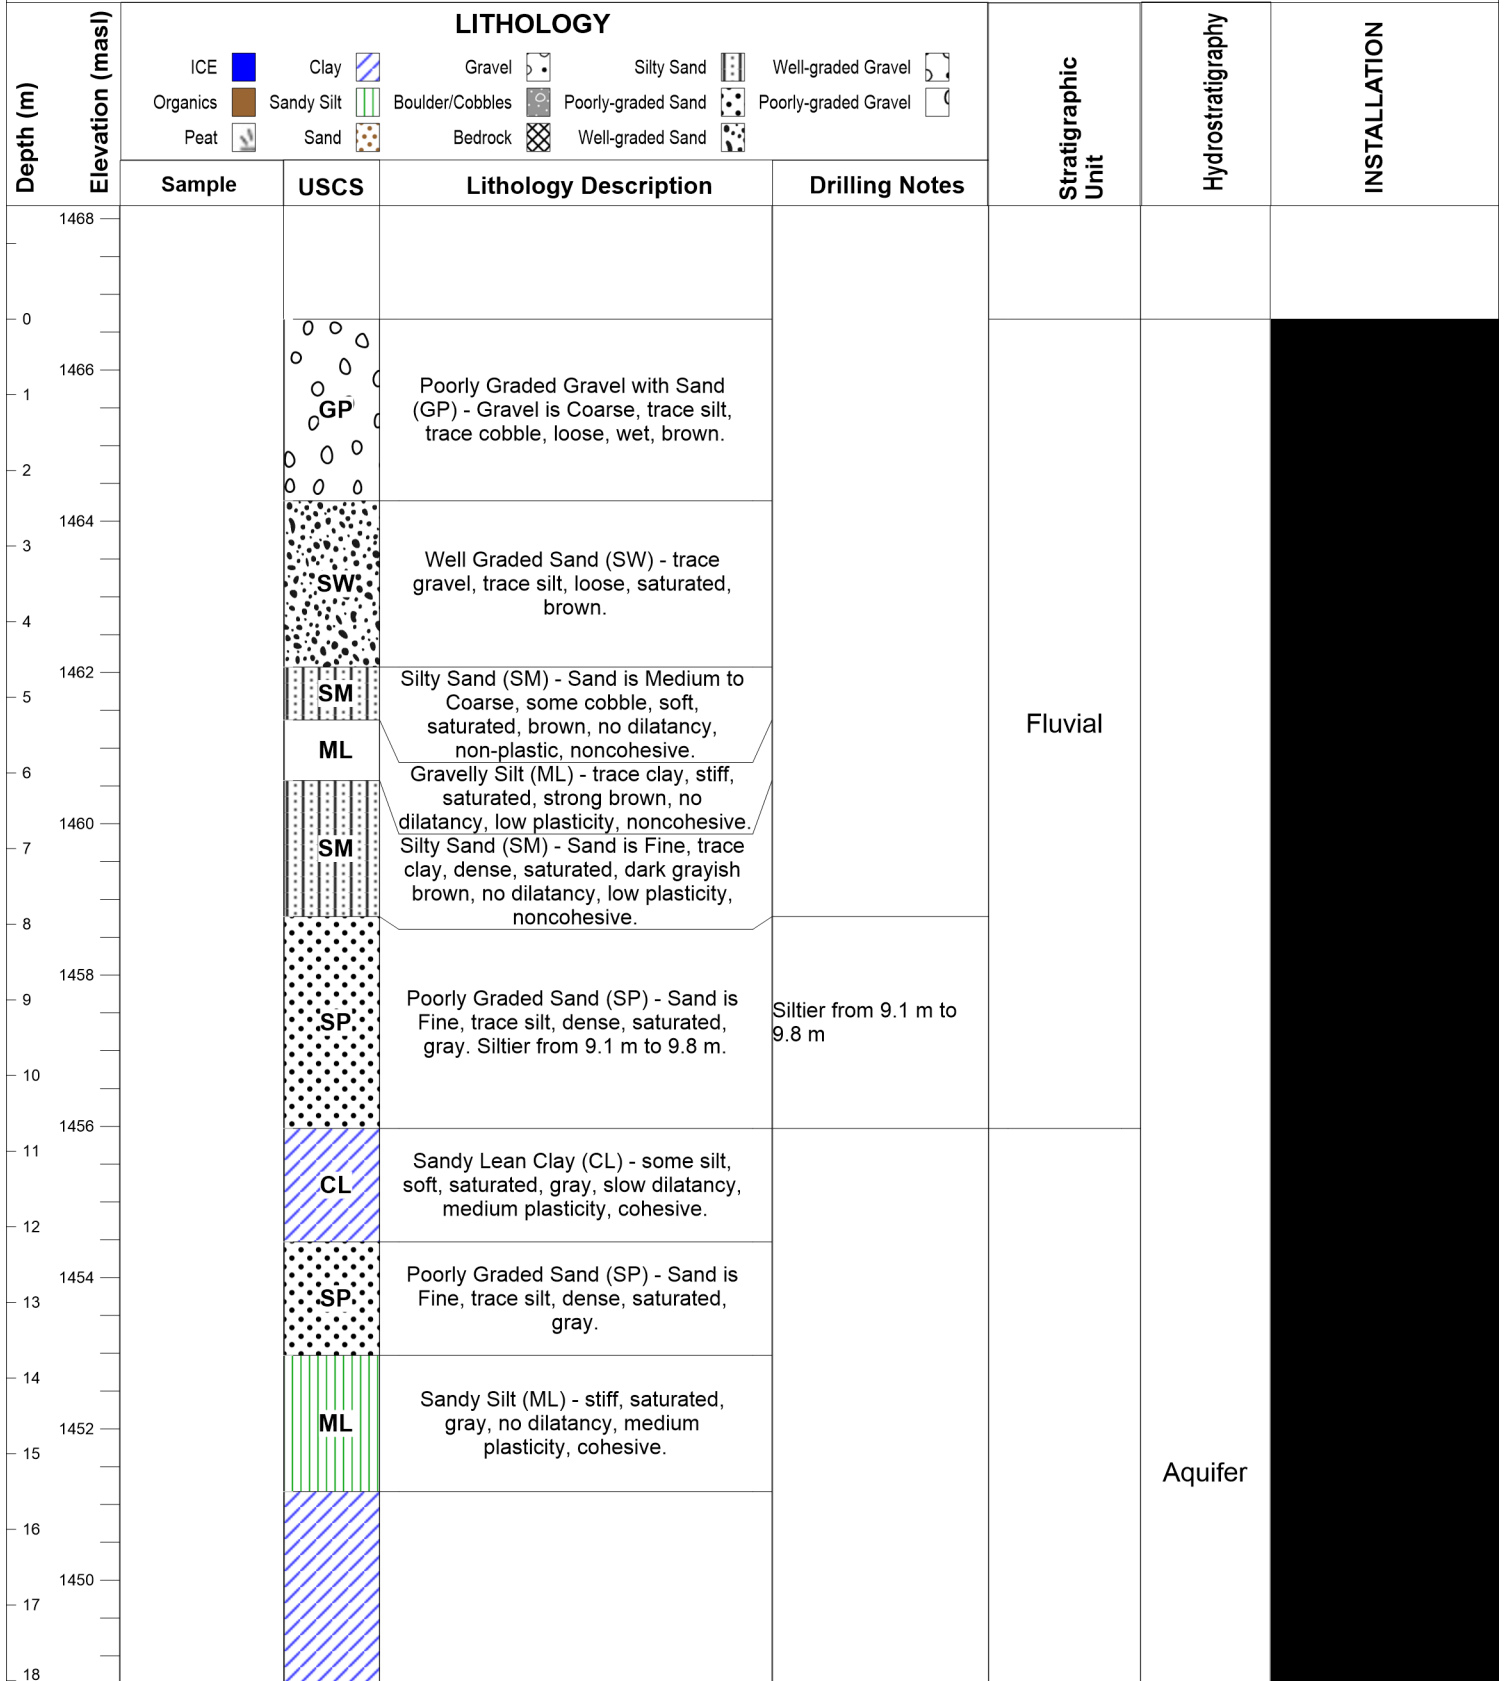 LITHOLOGY
ICE
Clay
Gravel
Silty Sand
Well-graded Gravel
Organics
Sandy Silt
Boulder/Cobbles
Poorly-graded Sand
Poorly-graded Gravel
Peat
Sand
Bedrock
Well-graded Sand
Depth (m)
Elevation (masl)
Sample
USCS
Lithology Description
Drilling Notes
Stratigraphic
Unit
Hydrostratigraphy
INSTALLATION
1468
0
1466
1
2
1464
3
4
1462
5
6
1460
7
8
1458
9
10
1456
11
12
1454
13
14
1452
15
16
1450
17
18
GP
Poorly Graded Gravel with Sand
(GP) - Gravel is Coarse, trace silt,
trace cobble, loose, wet, brown.
SW
Well Graded Sand (SW) - trace
gravel, trace silt, loose, saturated,
brown.
SM
Silty Sand (SM) - Sand is Medium to
Coarse, some cobble, soft,
saturated, brown, no dilatancy,
non-plastic, noncohesive.
ML
Gravelly Silt (ML) - trace clay, stiff,
saturated, strong brown, no
dilatancy, low plasticity, noncohesive.
SM
Silty Sand (SM) - Sand is Fine, trace
clay, dense, saturated, dark grayish
brown, no dilatancy, low plasticity,
noncohesive.
SP
Poorly Graded Sand (SP) - Sand is
Fine, trace silt, dense, saturated,
gray. Siltier from 9.1 m to 9.8 m.
Siltier from 9.1 m to
9.8 m
CL
Sandy Lean Clay (CL) - some silt,
soft, saturated, gray, slow dilatancy,
medium plasticity, cohesive.
SP
Poorly Graded Sand (SP) - Sand is
Fine, trace silt, dense, saturated,
gray.
ML
Sandy Silt (ML) - stiff, saturated,
gray, no dilatancy, medium
plasticity, cohesive.
Fluvial
Aquifer